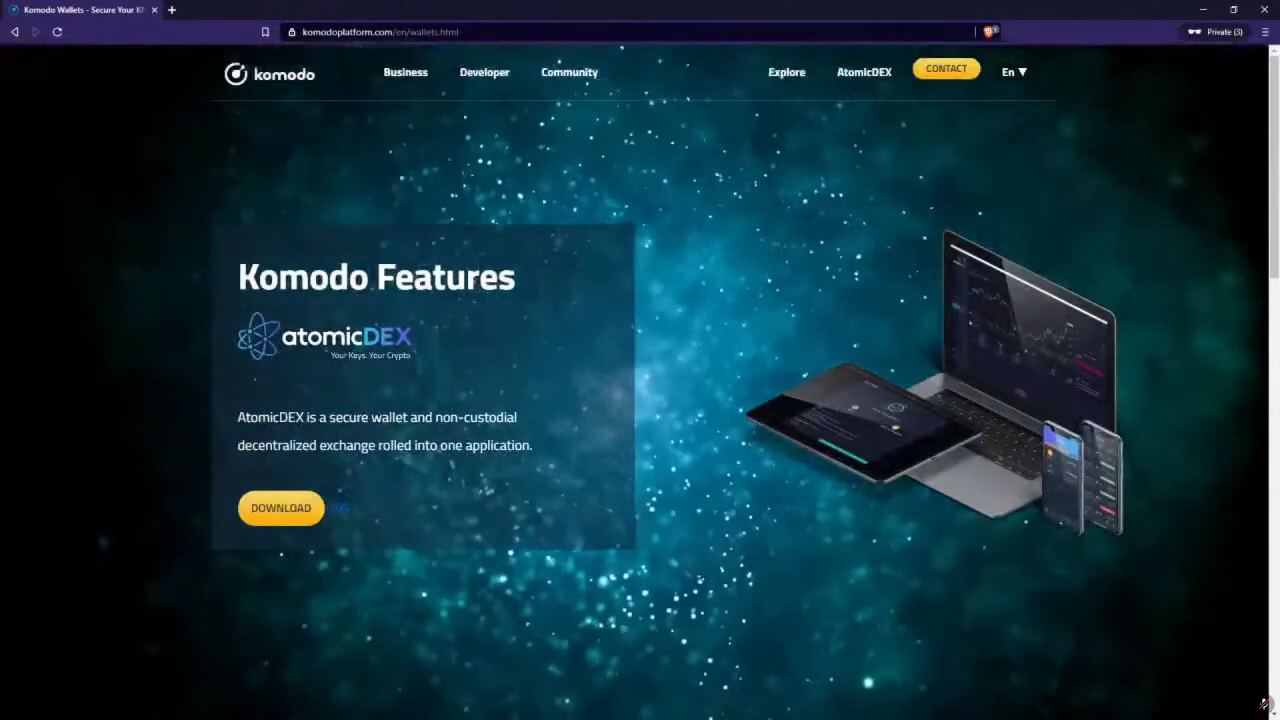 Komodo Wallets - Secure Your K
komodoplatform.com/en/wallets.html
Private (3)
komodo
Business
Developer
Community
Explore
AtomicDEX
CONTACT
En ▼
Komodo Features
atomicDEX
Your Keys. Your Crypto
AtomicDEX is a secure wallet and non-custodial
decentralized exchange rolled into one application.
DOWNLOAD